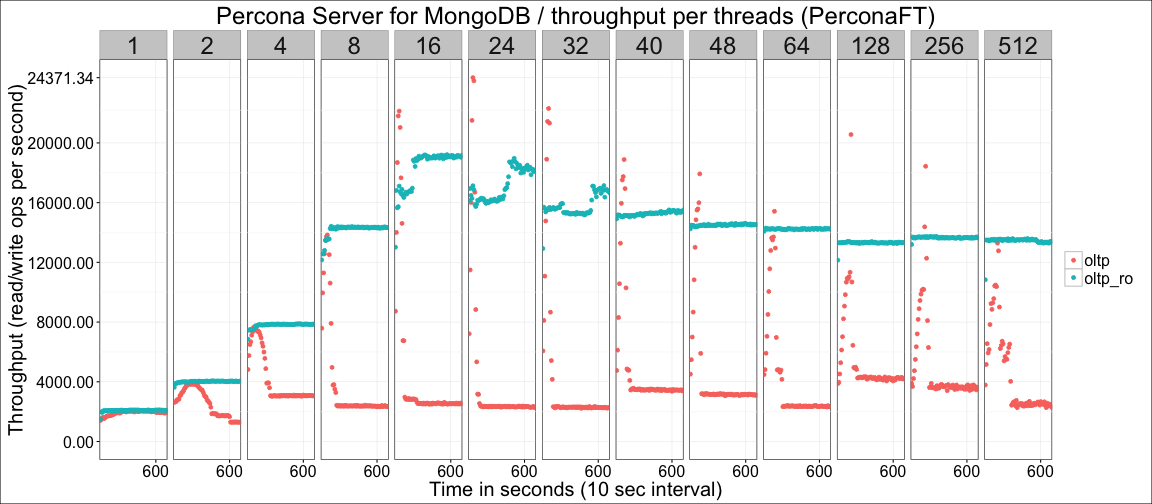 Percona Server for MongoDB / throughput per threads (PerconaFT)
1 2 4 8 16 24 32 40 48 64 128 256 512
Throughput (read/write ops per second)
24371.34
20000.00
16000.00
12000.00
8000.00
4000.00
0.00
oltp
oltp_ro
600 600 600 600 600 600 600 600 600 600 600 600 600
Time in seconds (10 sec interval)